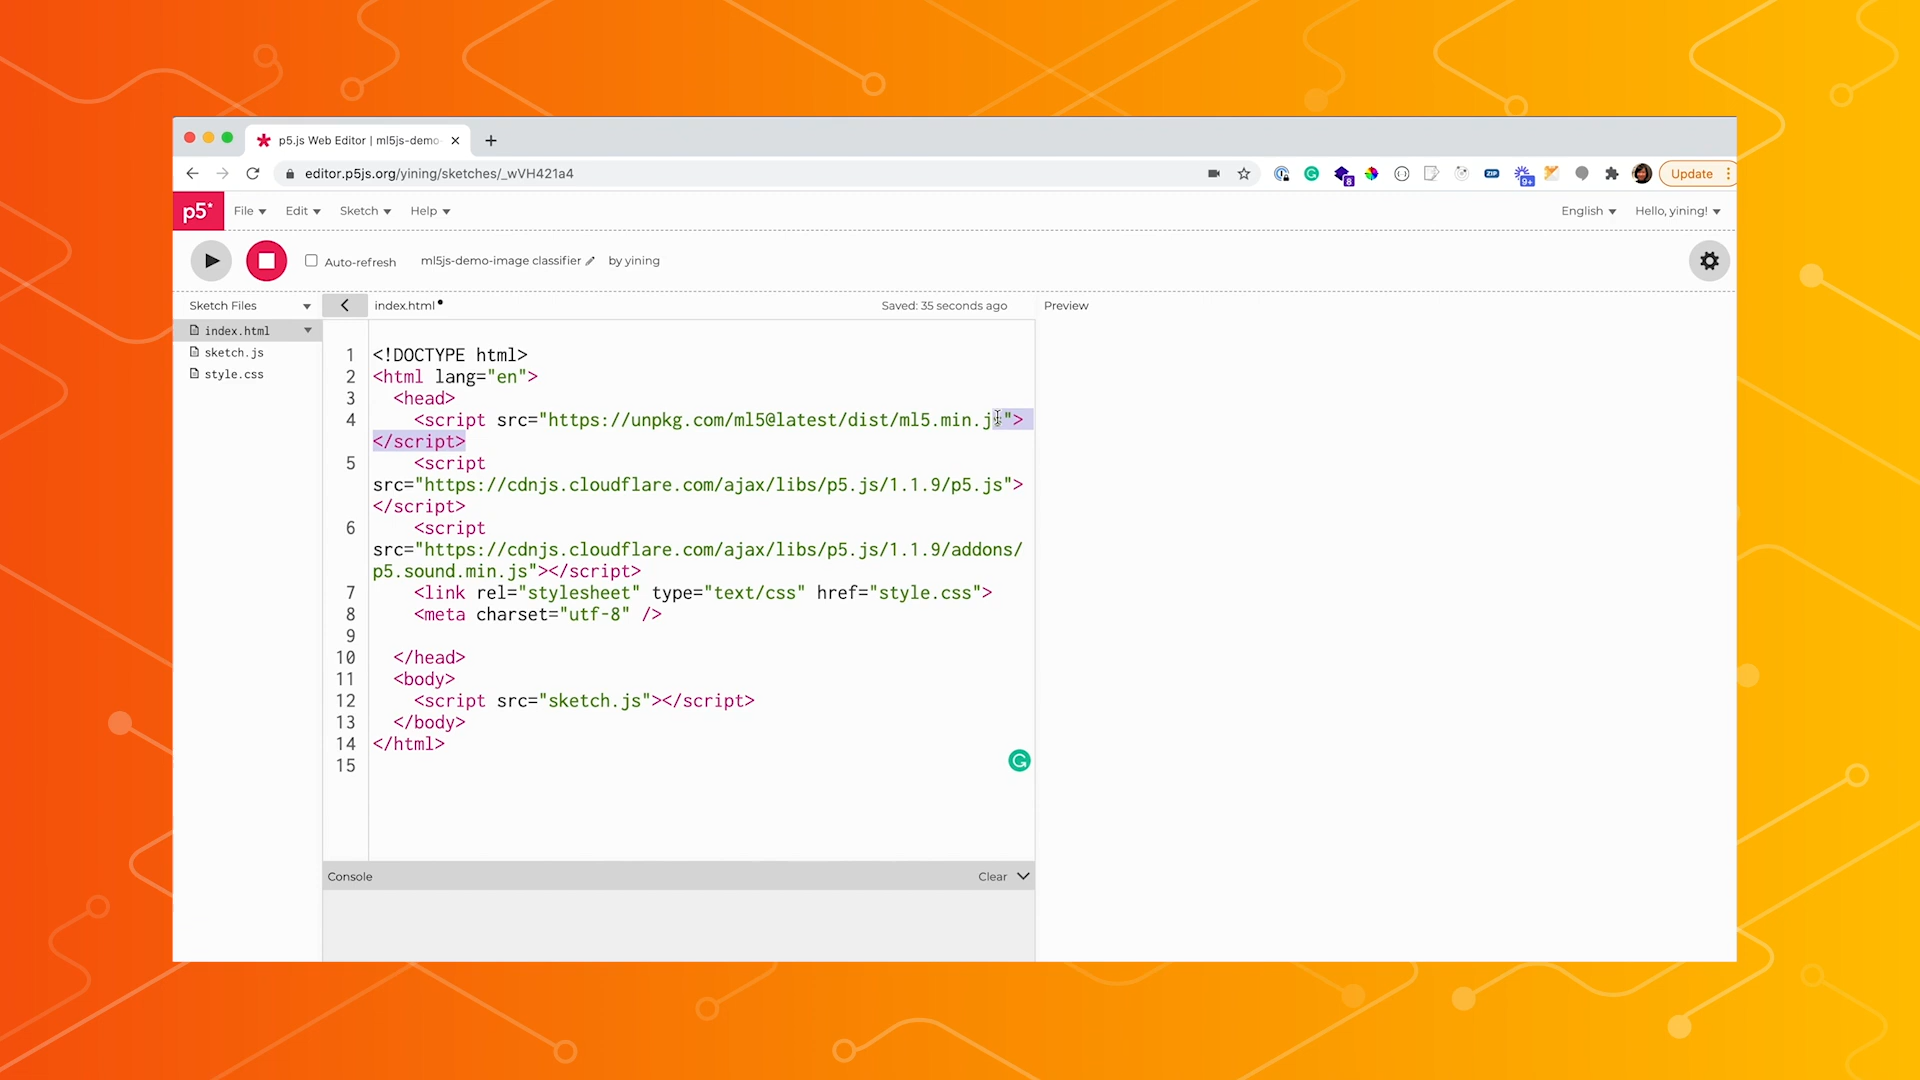 p5.js Web Editor | ml5js-demo
editor.p5js.org/yining/sketches/_wVH421a4
8
ZIP
9+
Update
p5*
File
Edit
Sketch
Help
English
Hello, yining!
Auto-refresh
ml5js-demo-image classifier
by yining
Sketch Files
index.html
Saved: 35 seconds ago
Preview
index.html
sketch.js
style.css
1 <!DOCTYPE html>
2 <html lang="en">
3 <head>
4 <script src="https://unpkg.com/ml5@latest/dist/ml5.min.js">
</script>
5 <script
src="https://cdnjs.cloudflare.com/ajax/libs/p5.js/1.1.9/p5.js">
</script>
6 <script
src="https://cdnjs.cloudflare.com/ajax/libs/p5.js/1.1.9/addons/
p5.sound.min.js"></script>
7 <link rel="stylesheet" type="text/css" href="style.css">
8 <meta charset="utf-8" />
9
10 </head>
11 <body>
12 <script src="sketch.js"></script>
13 </body>
14 </html>
15
Console
Clear